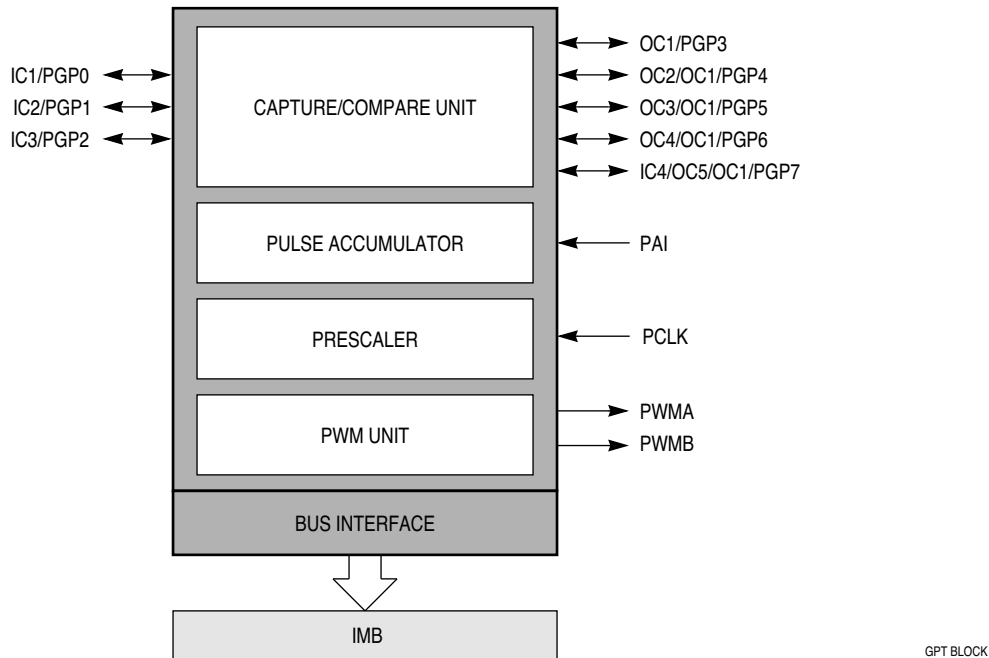 OC1/PGP3
IC1/PGP0
OC2/OC1/PGP4
IC2/PGP1
CAPTURE/COMPARE UNIT
OC3/OC1/PGP5
IC3/PGP2
OC4/OC1/PGP6
IC4/OC5/OC1/PGP7
PULSE ACCUMULATOR
PAI
PRESCALER
PCLK
PWMA
PWM UNIT
PWMB
BUS INTERFACE
IMB
GPT BLOCK